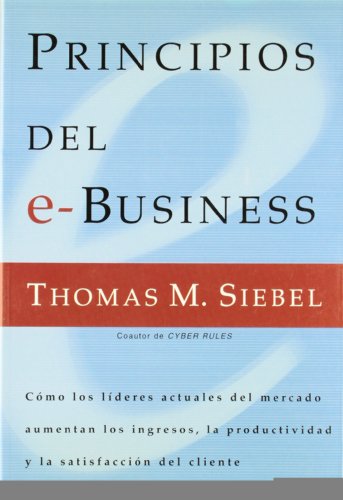 PRINCIPIOS
DEL
e-BUSINESS
THOMAS M. SIEBEL
Coautor de CYBER RULES
Cómo los líderes actuales del mercado
aumentan los ingresos, la productividad
y la satisfacción del cliente